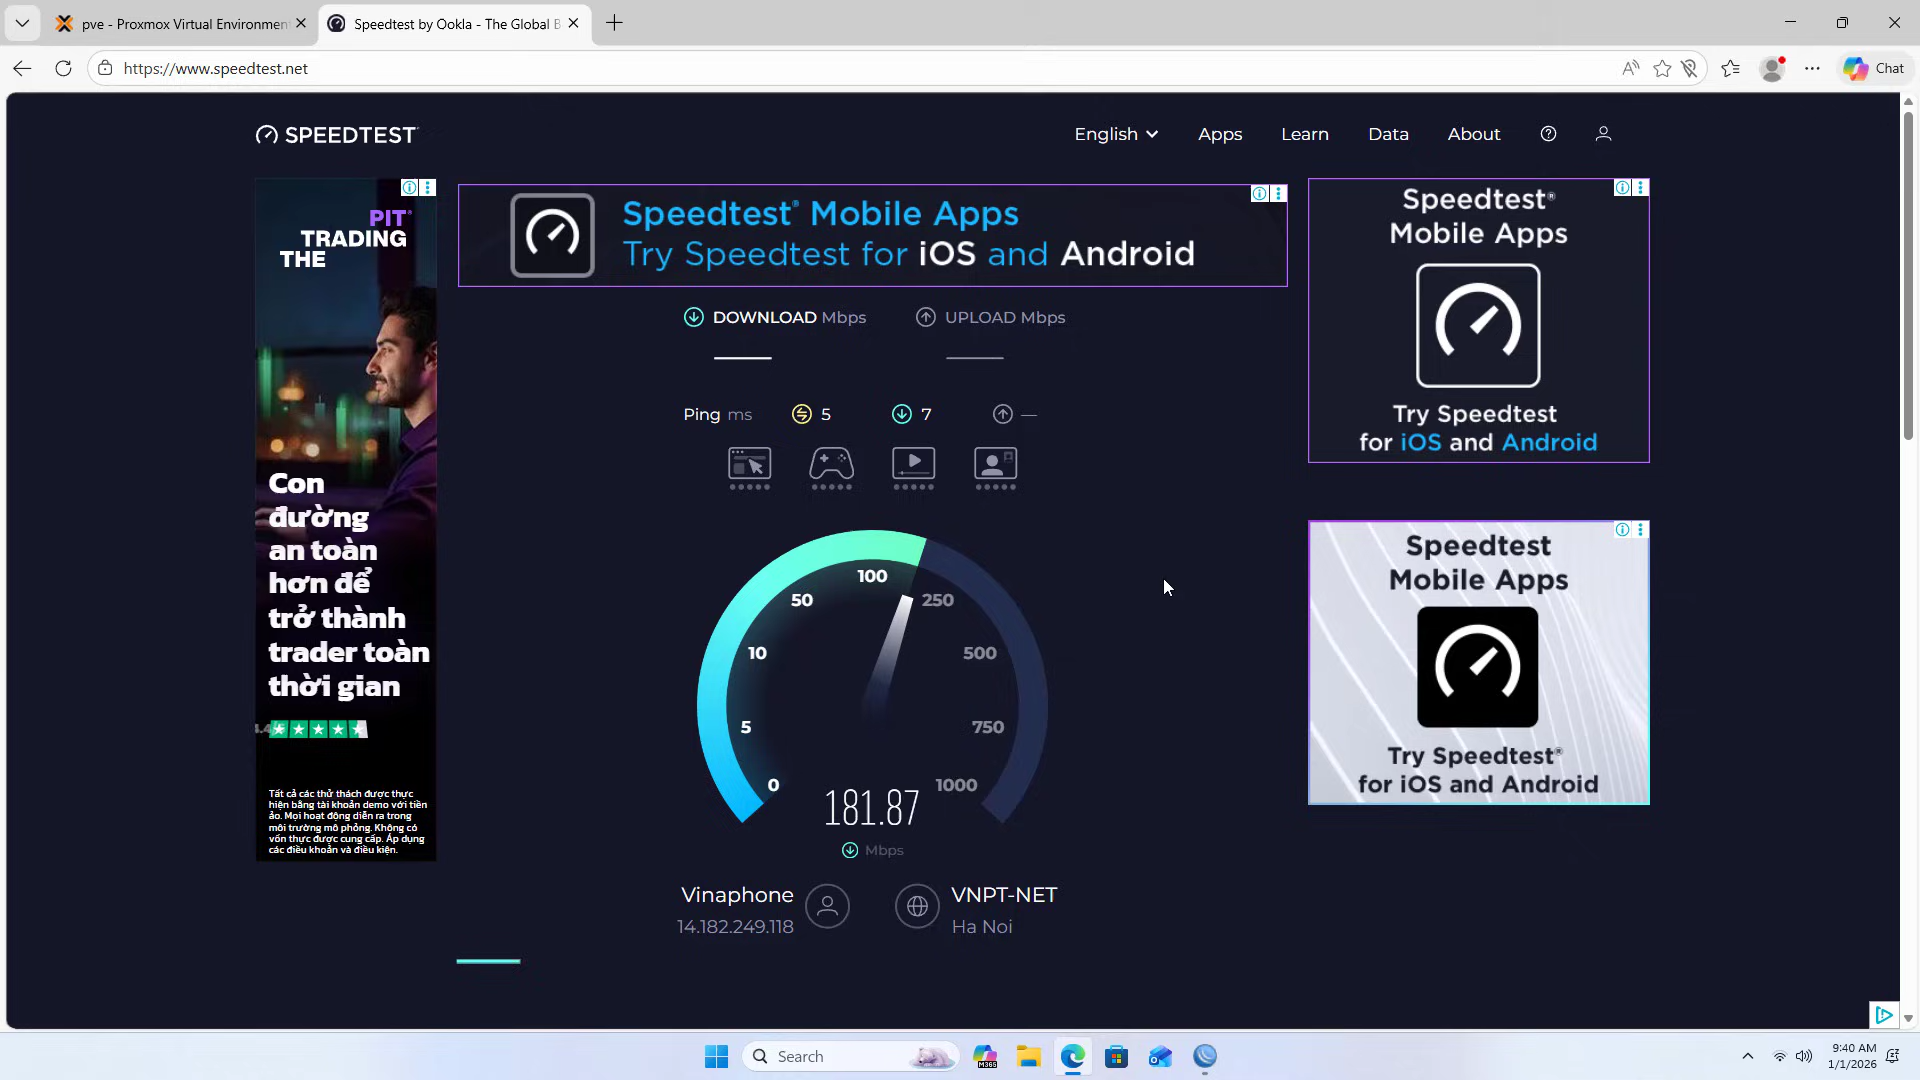 pve - Proxmox Virtual Environment
Speedtest by Ookla - The Global B
https://www.speedtest.net
Chat
SPEEDTEST
English
Apps
Learn
Data
About
THE TRADING PIT®
Con
đường
an toàn
hơn để
trở thành
trader toàn
thời gian
Tất cả các thử thách được thực
hiện bằng tài khoản demo với tiền
ảo. Mọi hoạt động diễn ra trong
môi trường mô phỏng. Không có
vốn thực được cung cấp. Áp dụng
các điều khoản và điều kiện.
Speedtest® Mobile Apps
Try Speedtest for iOS and Android
DOWNLOAD Mbps
UPLOAD Mbps
Ping ms
5
7
—
0
5
10
50
100
250
500
750
1000
181.87
Mbps
Vinaphone
14.182.249.118
VNPT-NET
Ha Noi
Speedtest®
Mobile Apps
Try Speedtest
for iOS and Android
Speedtest
Mobile Apps
Try Speedtest®
for iOS and Android
Search
M365
9:40 AM
1/1/2026